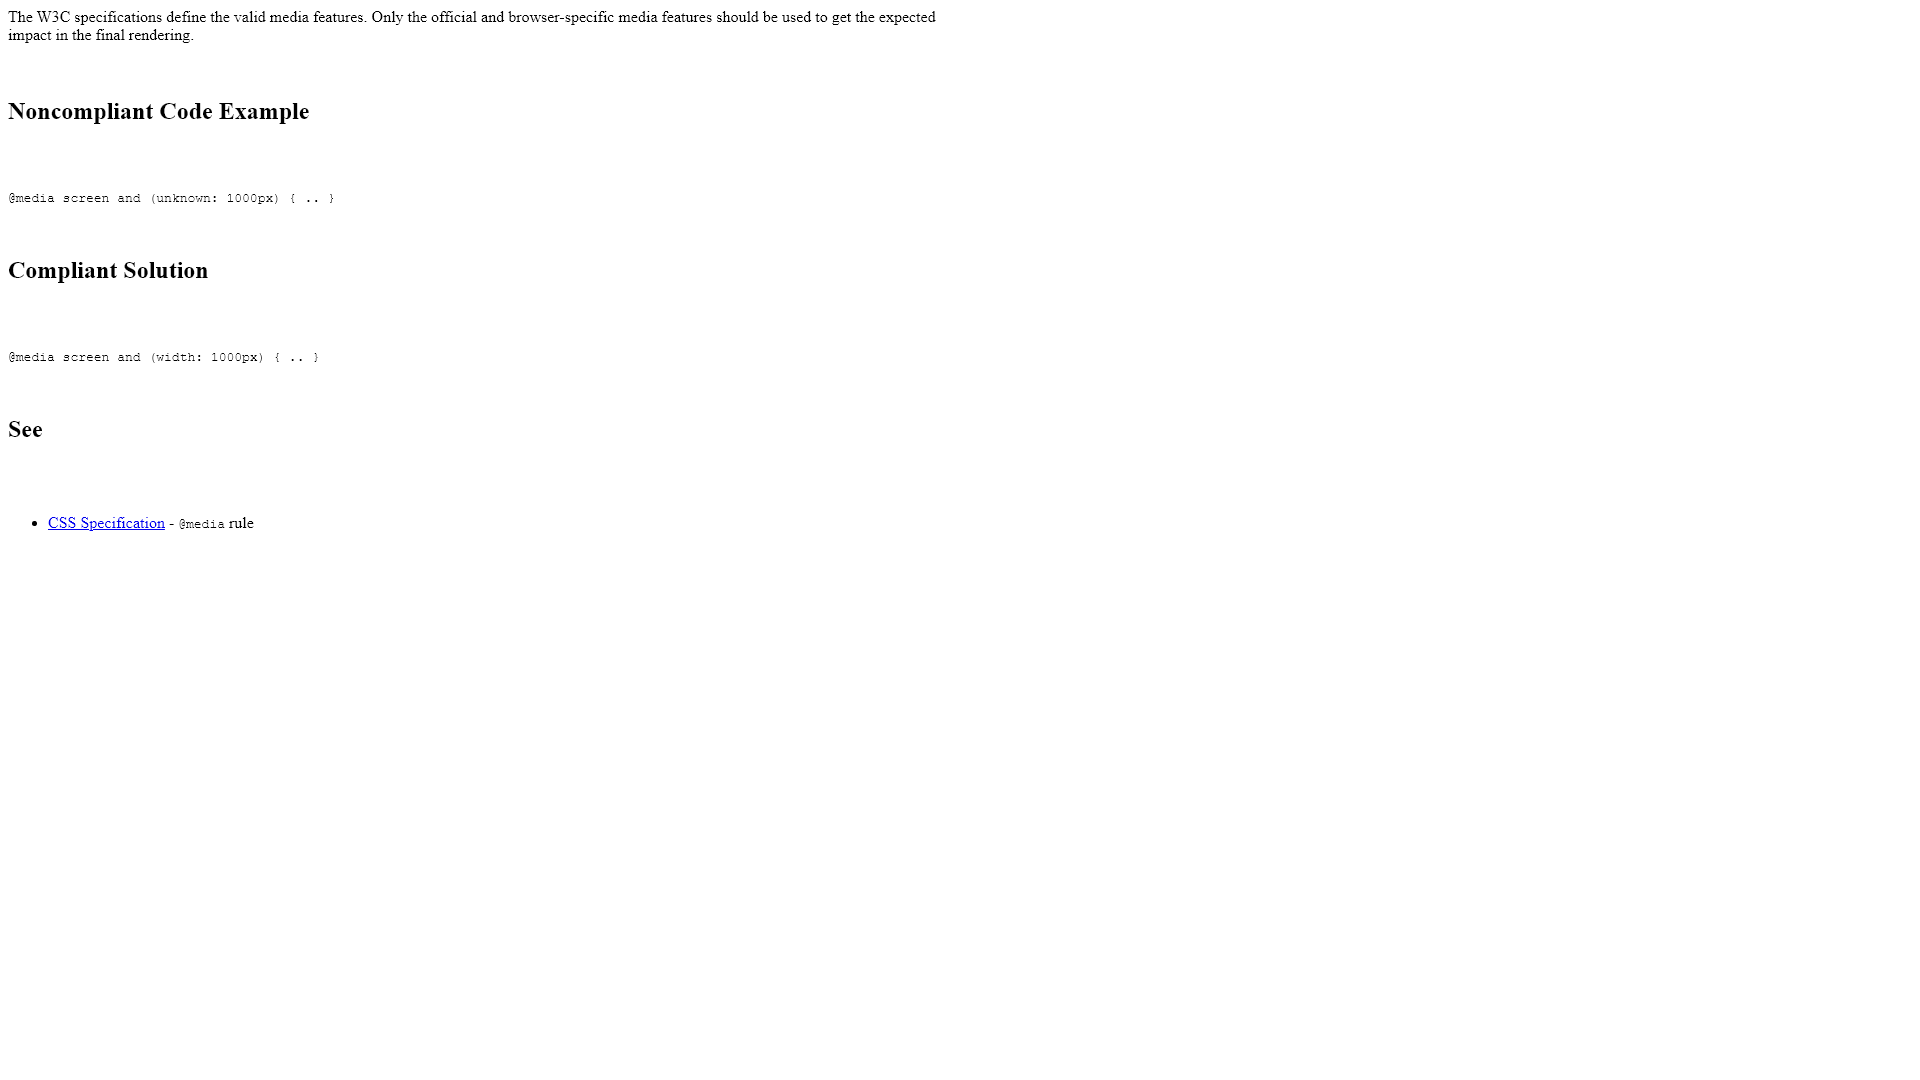 The W3C specifications define the valid media features. Only the official and browser-specific media features should be used to get the expected
impact in the final rendering.
Noncompliant Code Example
@media screen and (unknown: 1000px) { .. }
Compliant Solution
@media screen and (width: 1000px) { .. }
See
• CSS Specification - @media rule